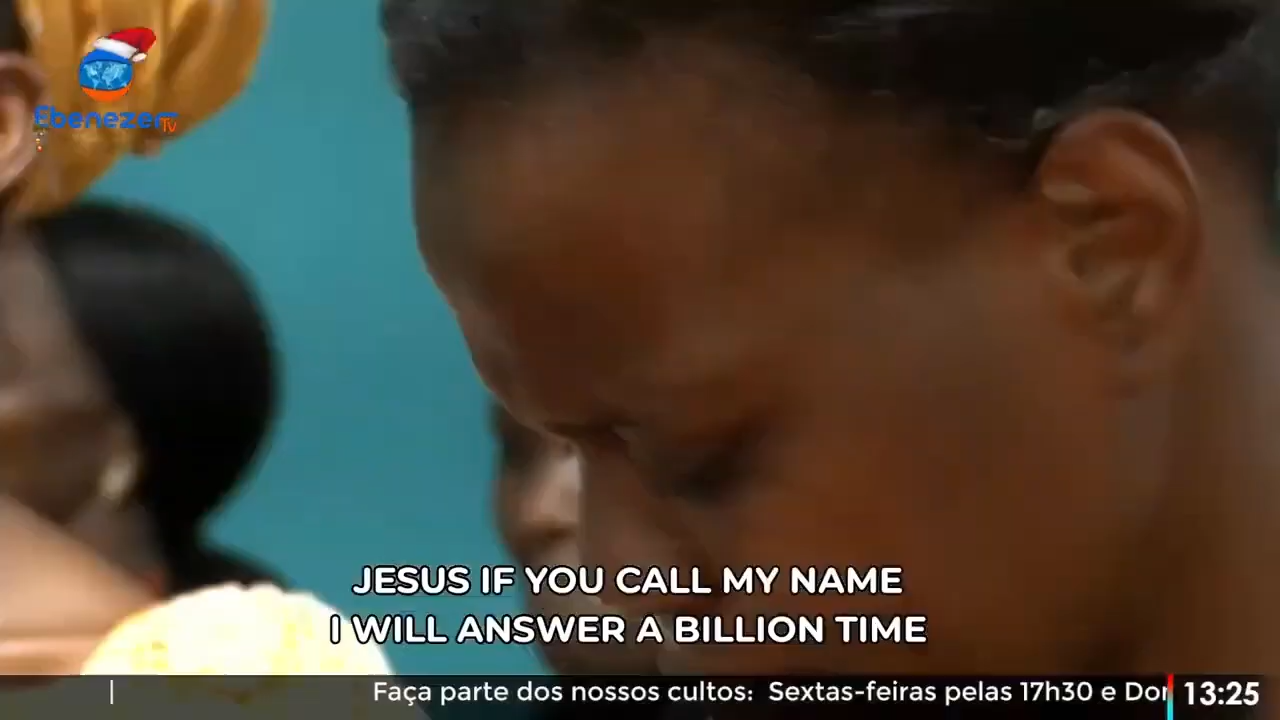 Ebenezer TV
JESUS IF YOU CALL MY NAME
I WILL ANSWER A BILLION TIME
Faça parte dos nossos cultos: Sextas-feiras pelas 17h30 e Do
13:25